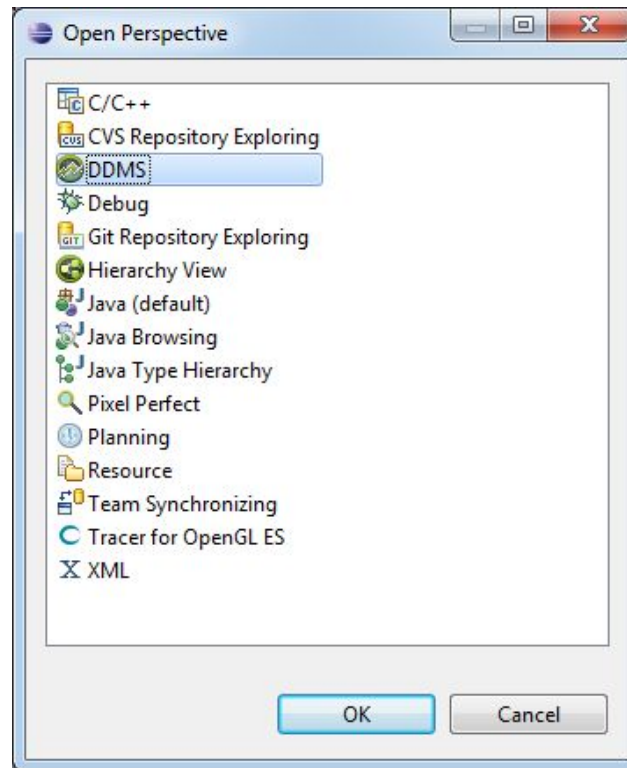 Open Perspective
C/C++
CVS Repository Exploring
DDMS
Debug
Git Repository Exploring
Hierarchy View
Java (default)
Java Browsing
Java Type Hierarchy
Pixel Perfect
Planning
Resource
Team Synchronizing
Tracer for OpenGL ES
XML
OK
Cancel